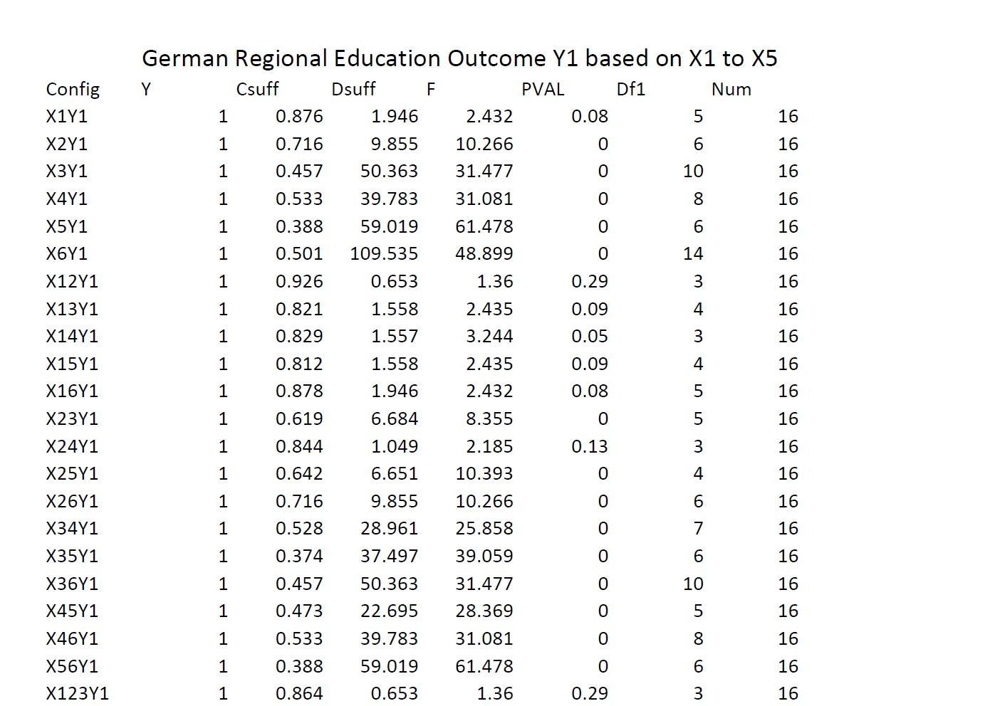 German Regional Education Outcome Y1 based on X1 to X5
Config Y Csuff Dsuff F PVAL Df1 Num
X1Y1 1 0.876 1.946 2.432 0.08 5 16
X2Y1 1 0.716 9.855 10.266 0 6 16
X3Y1 1 0.457 50.363 31.477 0 10 16
X4Y1 1 0.533 39.783 31.081 0 8 16
X5Y1 1 0.388 59.019 61.478 0 6 16
X6Y1 1 0.501 109.535 48.899 0 14 16
X12Y1 1 0.926 0.653 1.36 0.29 3 16
X13Y1 1 0.821 1.558 2.435 0.09 4 16
X14Y1 1 0.829 1.557 3.244 0.05 3 16
X15Y1 1 0.812 1.558 2.435 0.09 4 16
X16Y1 1 0.878 1.946 2.432 0.08 5 16
X23Y1 1 0.619 6.684 8.355 0 5 16
X24Y1 1 0.844 1.049 2.185 0.13 3 16
X25Y1 1 0.642 6.651 10.393 0 4 16
X26Y1 1 0.716 9.855 10.266 0 6 16
X34Y1 1 0.528 28.961 25.858 0 7 16
X35Y1 1 0.374 37.497 39.059 0 6 16
X36Y1 1 0.457 50.363 31.477 0 10 16
X45Y1 1 0.473 22.695 28.369 0 5 16
X46Y1 1 0.533 39.783 31.081 0 8 16
X56Y1 1 0.388 59.019 61.478 0 6 16
X123Y1 1 0.864 0.653 1.36 0.29 3 16